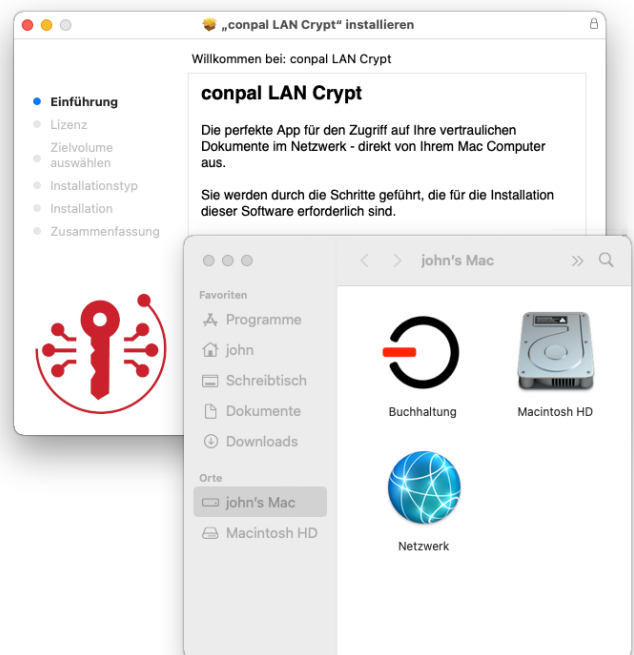 „conpal LAN Crypt“ installieren
Willkommen bei: conpal LAN Crypt
Einführung
Lizenz
Zielvolume
auswählen
Installationstyp
Installation
Zusammenfassung
conpal LAN Crypt
Die perfekte App für den Zugriff auf Ihre vertraulichen
Dokumente im Netzwerk - direkt von Ihrem Mac Computer
aus.
Sie werden durch die Schritte geführt, die für die Installation
dieser Software erforderlich sind.
john's Mac
Favoriten
Programme
john
Schreibtisch
Dokumente
Downloads
Orte
john's Mac
Macintosh HD
Buchhaltung
Macintosh HD
Netzwerk